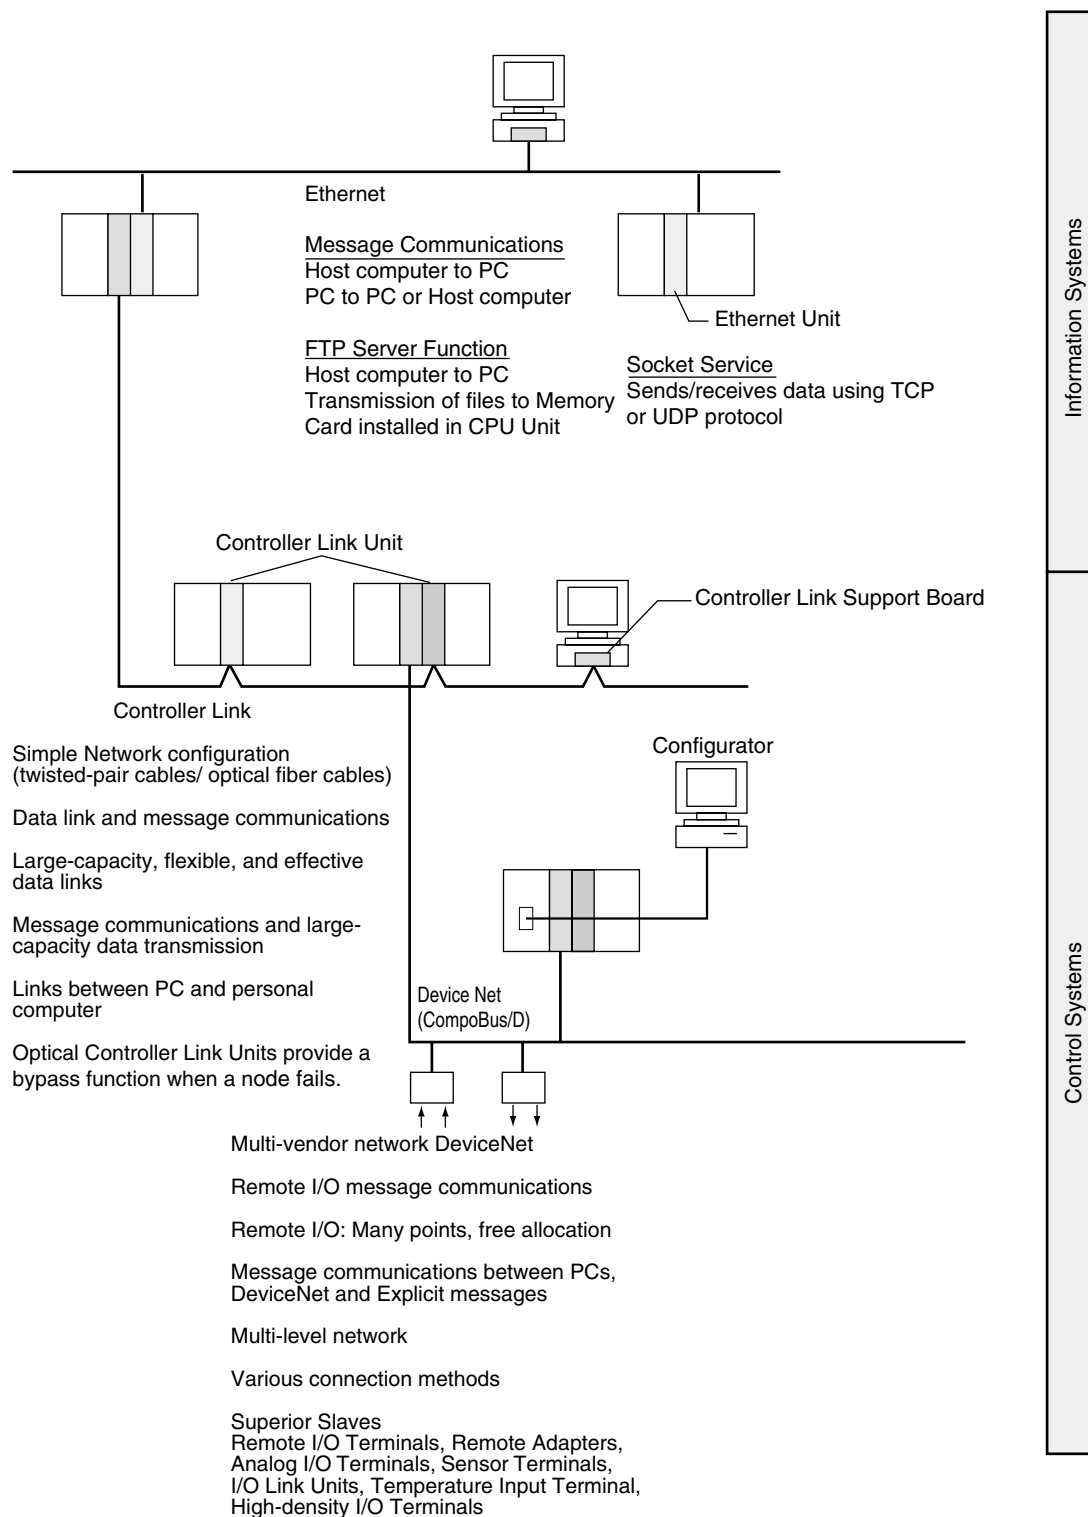 Ethernet
Message Communications
Host computer to PC
PC to PC or Host computer
Ethernet Unit
FTP Server Function
Host computer to PC
Transmission of files to Memory
Card installed in CPU Unit
Socket Service
Sends/receives data using TCP
or UDP protocol
Information Systems
Controller Link Unit
Controller Link Support Board
Controller Link
Simple Network configuration
(twisted-pair cables/ optical fiber cables)
Data link and message communications
Large-capacity, flexible, and effective
data links
Message communications and large-
capacity data transmission
Links between PC and personal
computer
Optical Controller Link Units provide a
bypass function when a node fails.
Configurator
Device Net
(CompoBus/D)
Control Systems
Multi-vendor network DeviceNet
Remote I/O message communications
Remote I/O: Many points, free allocation
Message communications between PCs,
DeviceNet and Explicit messages
Multi-level network
Various connection methods
Superior Slaves
Remote I/O Terminals, Remote Adapters,
Analog I/O Terminals, Sensor Terminals,
I/O Link Units, Temperature Input Terminal,
High-density I/O Terminals